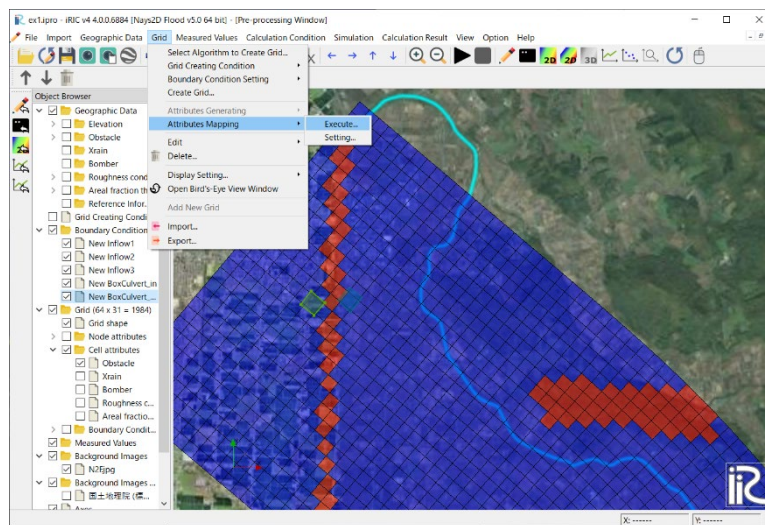 ex1.ipro - iRIC v4.0.0.6884 [Nays2D Flood v5.0 64 bit] - [Pre-processing Window]
File Import Geographic Data Grid Measured Values Calculation Condition Simulation Calculation Result View Option Help
Select Algorithm to Create Grid...
Grid Creating Condition
Boundary Condition Setting
Create Grid...
Attributes Generating
Attributes Mapping
Execute...
Setting...
Edit
Delete...
Display Setting...
Open Bird's-Eye View Window
Add New Grid
Import...
Export...
2D 2D 3D
Object Browser
Geographic Data
Elevation
Obstacle
Xrain
Bomber
Roughness cond
Areal fraction th
Reference Infor.
Grid Creating Condi
Boundary Condition
New Inflow1
New Inflow2
New Inflow3
New BoxCulvert_in
New BoxCulvert_...
Grid (64 x 31 = 1984)
Grid shape
Node attributes
Cell attributes
Obstacle
Xrain
Bomber
Roughness c...
Areal fractio...
Boundary Condit...
Measured Values
Background Images
N2Fjpg
Background Images ...
国土地理院 (標...
Axes
iRiC
X: ------
Y: ------